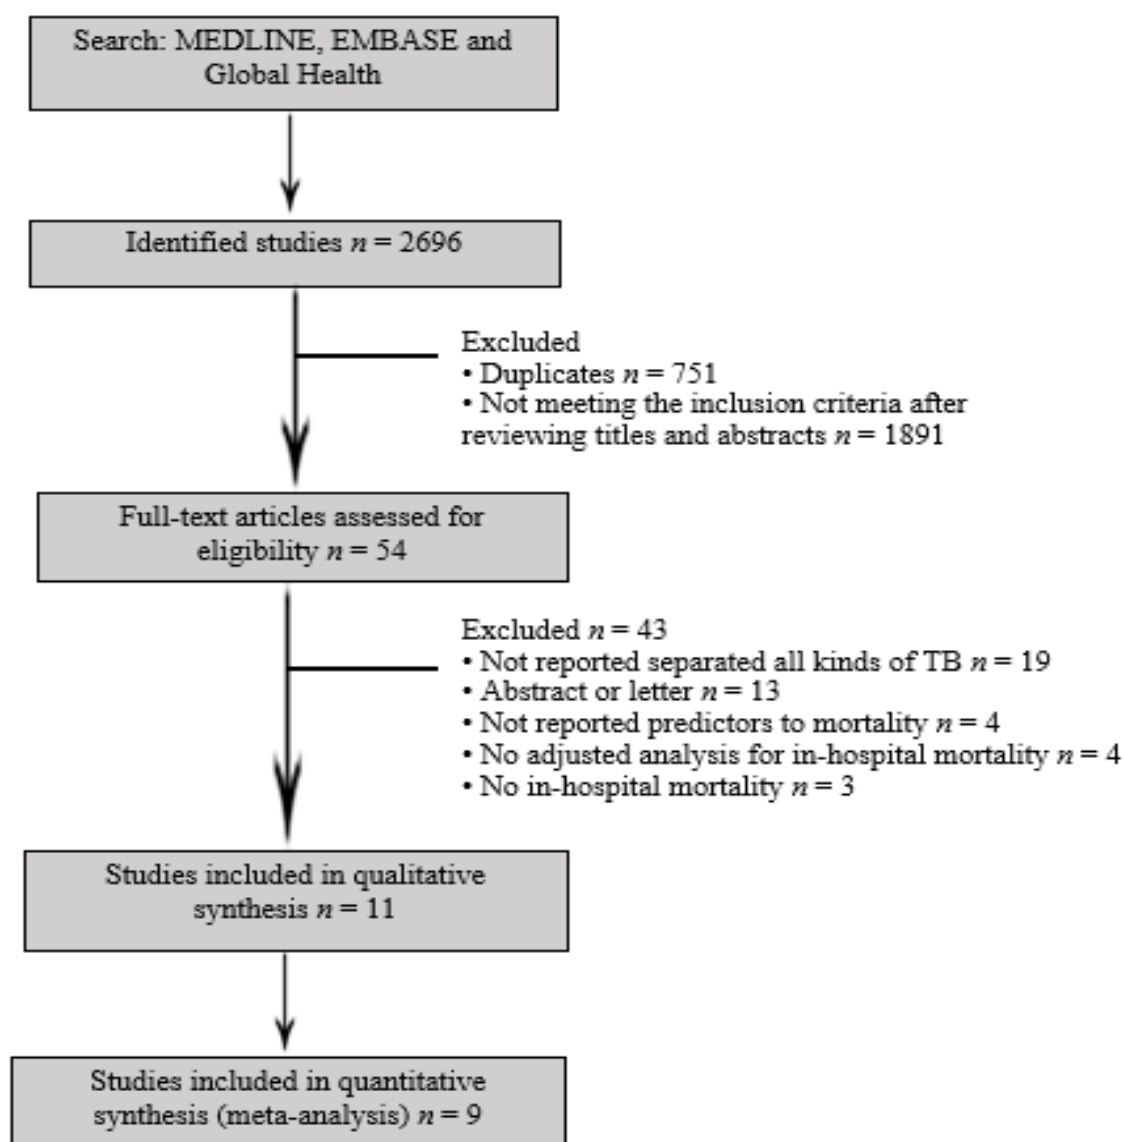 Search: MEDLINE, EMBASE and
Global Health
Identified studies n = 2696
Excluded
• Duplicates n = 751
• Not meeting the inclusion criteria after
reviewing titles and abstracts n = 1891
Full-text articles assessed for
eligibility n = 54
Excluded n = 43
• Not reported separated all kinds of TB n = 19
• Abstract or letter n = 13
• Not reported predictors to mortality n = 4
• No adjusted analysis for in-hospital mortality n = 4
• No in-hospital mortality n = 3
Studies included in qualitative
synthesis n = 11
Studies included in quantitative
synthesis (meta-analysis) n = 9